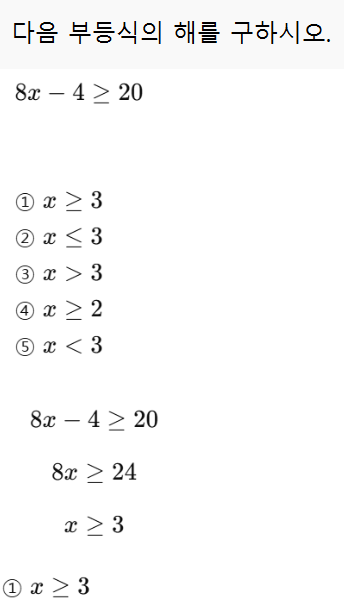 다음 부등식의 해를 구하시오.
8x − 4 ≥ 20
① x ≥ 3
② x ≤ 3
③ x > 3
④ x ≥ 2
⑤ x < 3
8x − 4 ≥ 20
8x ≥ 24
x ≥ 3
① x ≥ 3